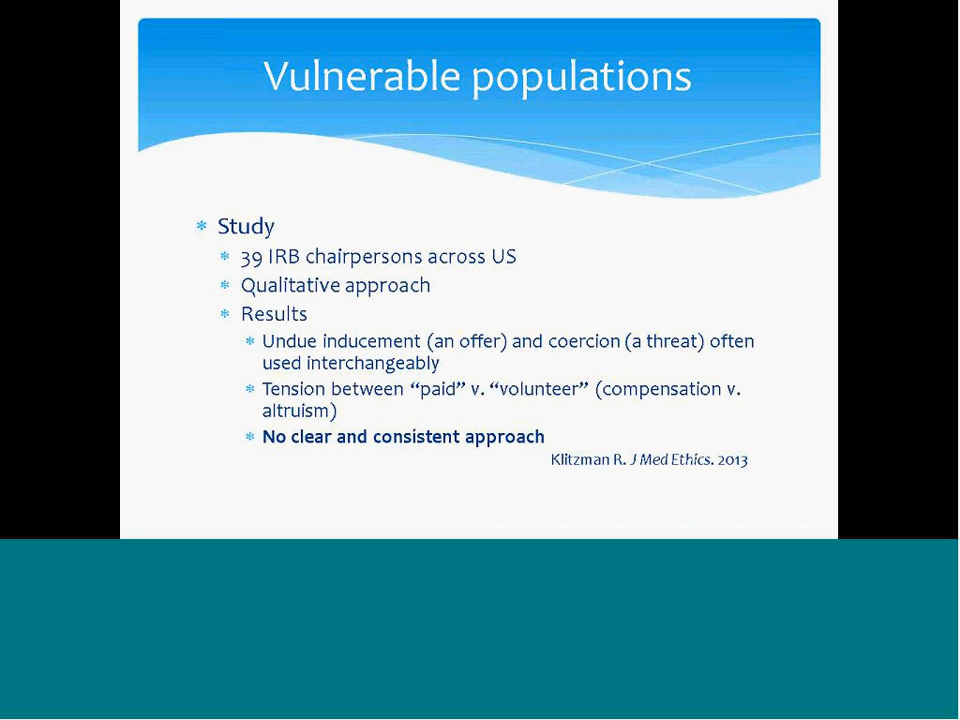 Vulnerable populations
* Study
* 39 IRB chairpersons across US
* Qualitative approach
* Results
* Undue inducement (an offer) and coercion (a threat) often
used interchangeably
* Tension between “paid” v. “volunteer” (compensation v.
altruism)
* No clear and consistent approach
Klitzman R. J Med Ethics. 2013